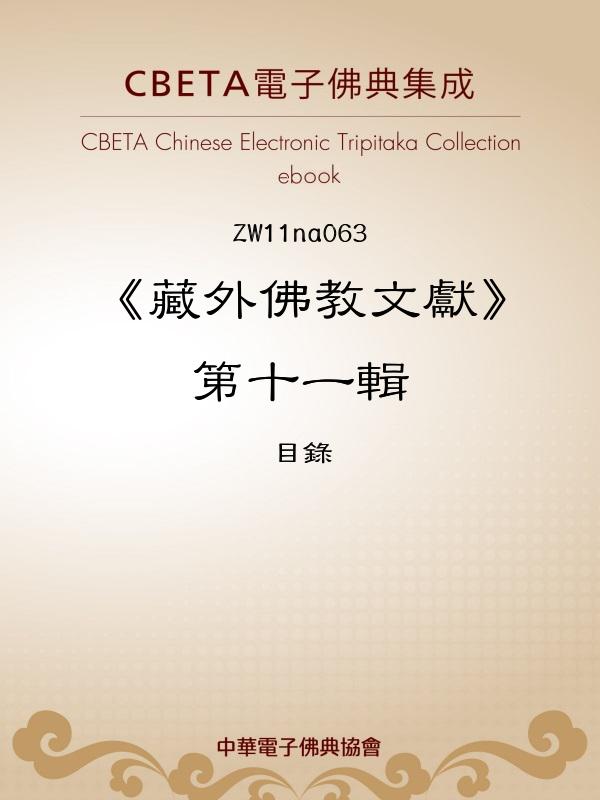 CBETA電子佛典集成
CBETA Chinese Electronic Tripitaka Collection
ebook
ZW11na063
《藏外佛教文獻》
第十一輯
目錄
中華電子佛典協會